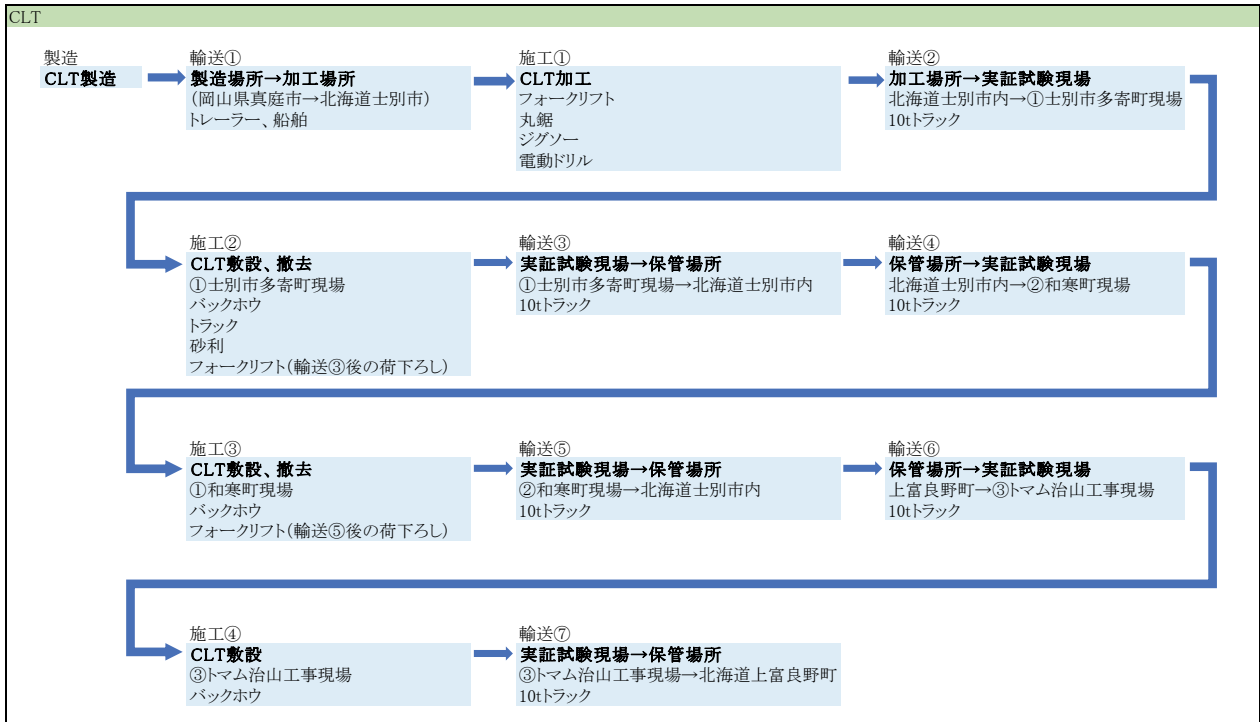 CLT
製造
CLT製造
輸送①
製造場所→加工場所
(岡山県真庭市→北海道士別市)
トレーラー、船舶
施工①
CLT加工
フォークリフト
丸鋸
ジグソー
電動ドリル
輸送②
加工場所→実証試験現場
北海道士別市内→①士別市多寄町現場
10tトラック
施工②
CLT敷設、撤去
①士別市多寄町現場
バックホウ
トラック
砂利
フォークリフト(輸送③後の荷下ろし)
輸送③
実証試験現場→保管場所
①士別市多寄町現場→北海道士別市内
10tトラック
輸送④
保管場所→実証試験現場
北海道士別市内→②和寒町現場
10tトラック
施工③
CLT敷設、撤去
①和寒町現場
バックホウ
フォークリフト(輸送⑤後の荷下ろし)
輸送⑤
実証試験現場→保管場所
②和寒町現場→北海道士別市内
10tトラック
輸送⑥
保管場所→実証試験現場
上富良野町→③トマム治山工事現場
10tトラック
施工④
CLT敷設
③トマム治山工事現場
バックホウ
輸送⑦
実証試験現場→保管場所
③トマム治山工事現場→北海道上富良野町
10tトラック